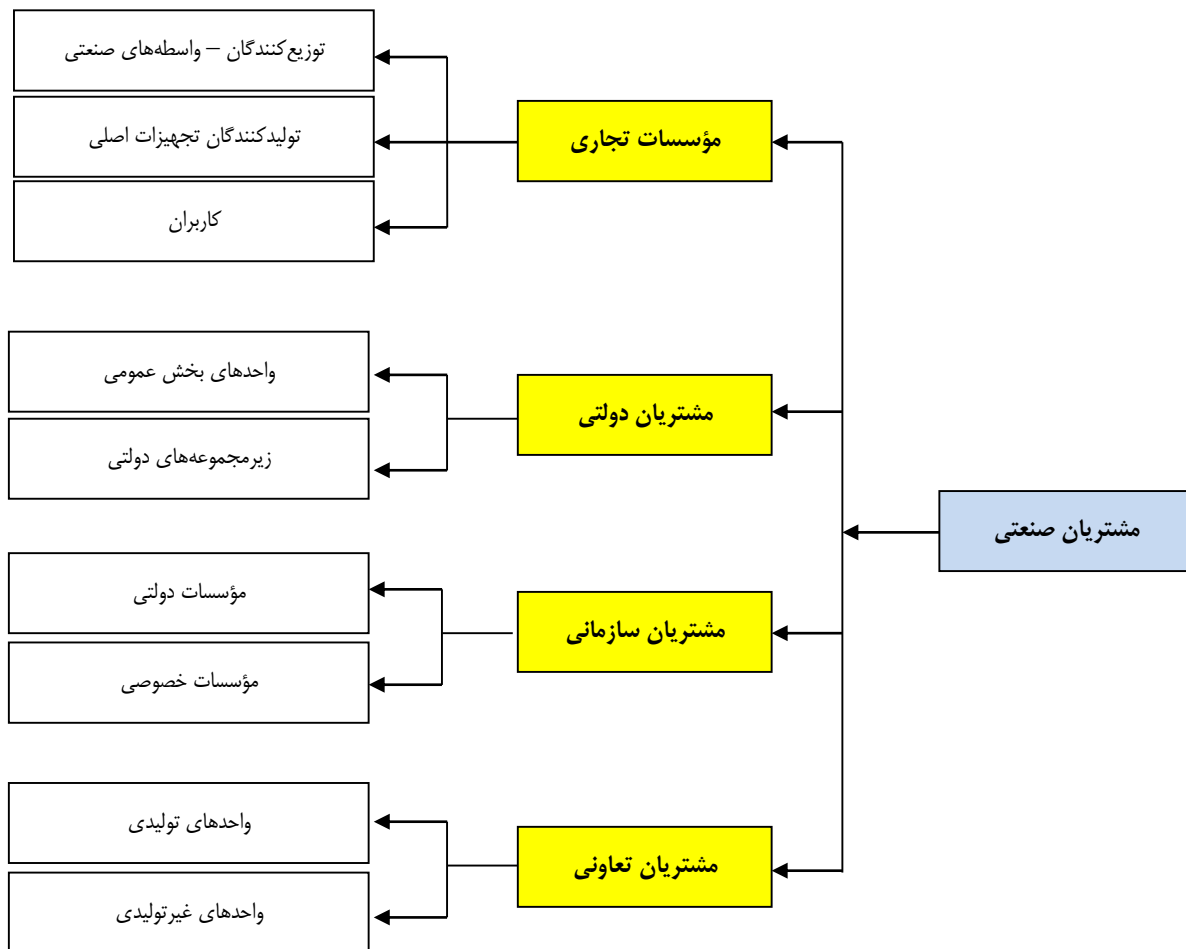 مشتریان صنعتی
مؤسسات تجاری
توزیع‌کنندگان – واسطه‌های صنعتی
تولیدکنندگان تجهیزات اصلی
کاربران
مشتریان دولتی
واحدهای بخش عمومی
زیرمجموعه‌های دولتی
مشتریان سازمانی
مؤسسات دولتی
مؤسسات خصوصی
مشتریان تعاونی
واحدهای تولیدی
واحدهای غیرتولیدی